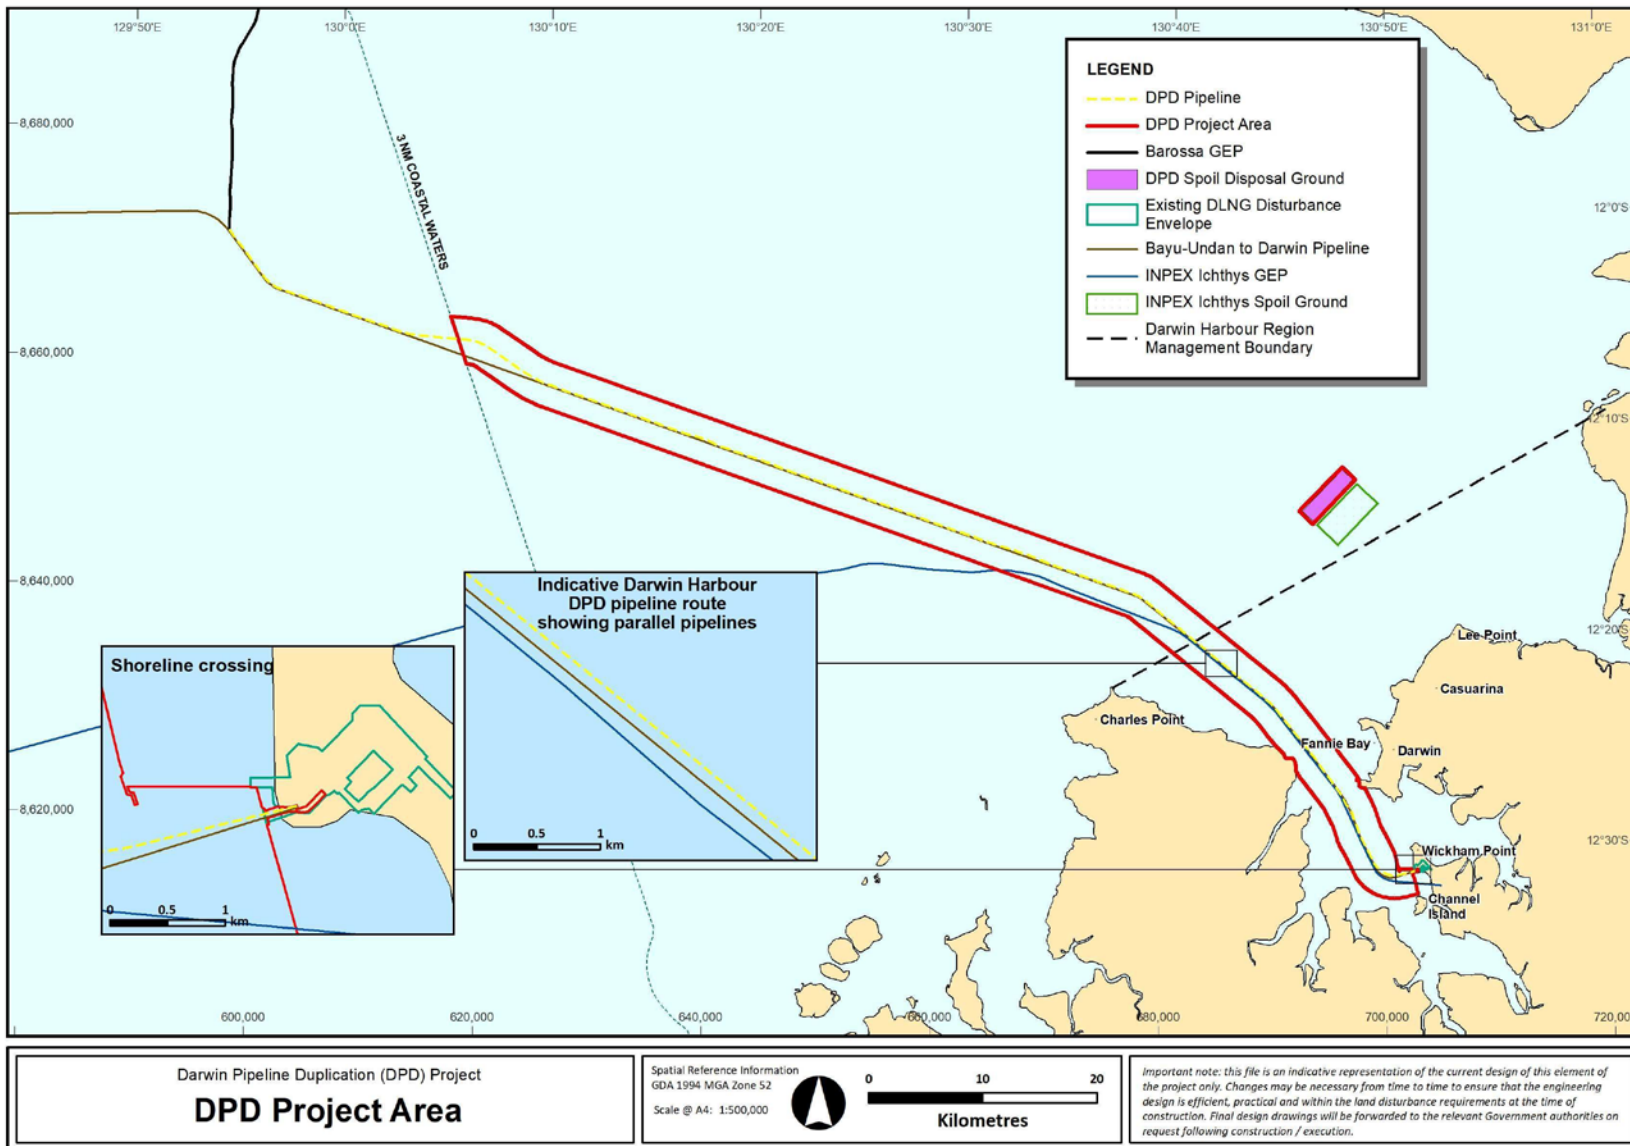 129°50'E
130°0'E
130°10'E
130°20'E
130°30'E
130°40'E
130°50'E
131°0'E
8,680,000
8,660,000
8,640,000
8,620,000
12°0'S
12°10'S
12°20'S
12°30'S
3 NM COASTAL WATERS
LEGEND
DPD Pipeline
DPD Project Area
Barossa GEP
DPD Spoil Disposal Ground
Existing DLNG Disturbance
Envelope
Bayu-Undan to Darwin Pipeline
INPEX Ichthys GEP
INPEX Ichthys Spoil Ground
Darwin Harbour Region
Management Boundary
Indicative Darwin Harbour
DPD pipeline route
showing parallel pipelines
0 0.5 1
km
Shoreline crossing
0 0.5 1
km
Lee Point
Casuarina
Charles Point
Fannie Bay
Darwin
Wickham Point
Channel
Island
600,000
620,000
640,000
660,000
680,000
700,000
720,000
Darwin Pipeline Duplication (DPD) Project
DPD Project Area
Spatial Reference Information
GDA 1994 MGA Zone 52
Scale @ A4: 1:500,000
0 10 20
Kilometres
Important note: this file is an indicative representation of the current design of this element of
the project only. Changes may be necessary from time to time to ensure that the engineering
design is efficient, practical and within the land disturbance requirements at the time of
construction. Final design drawings will be forwarded to the relevant Government authorities on
request following construction / execution.